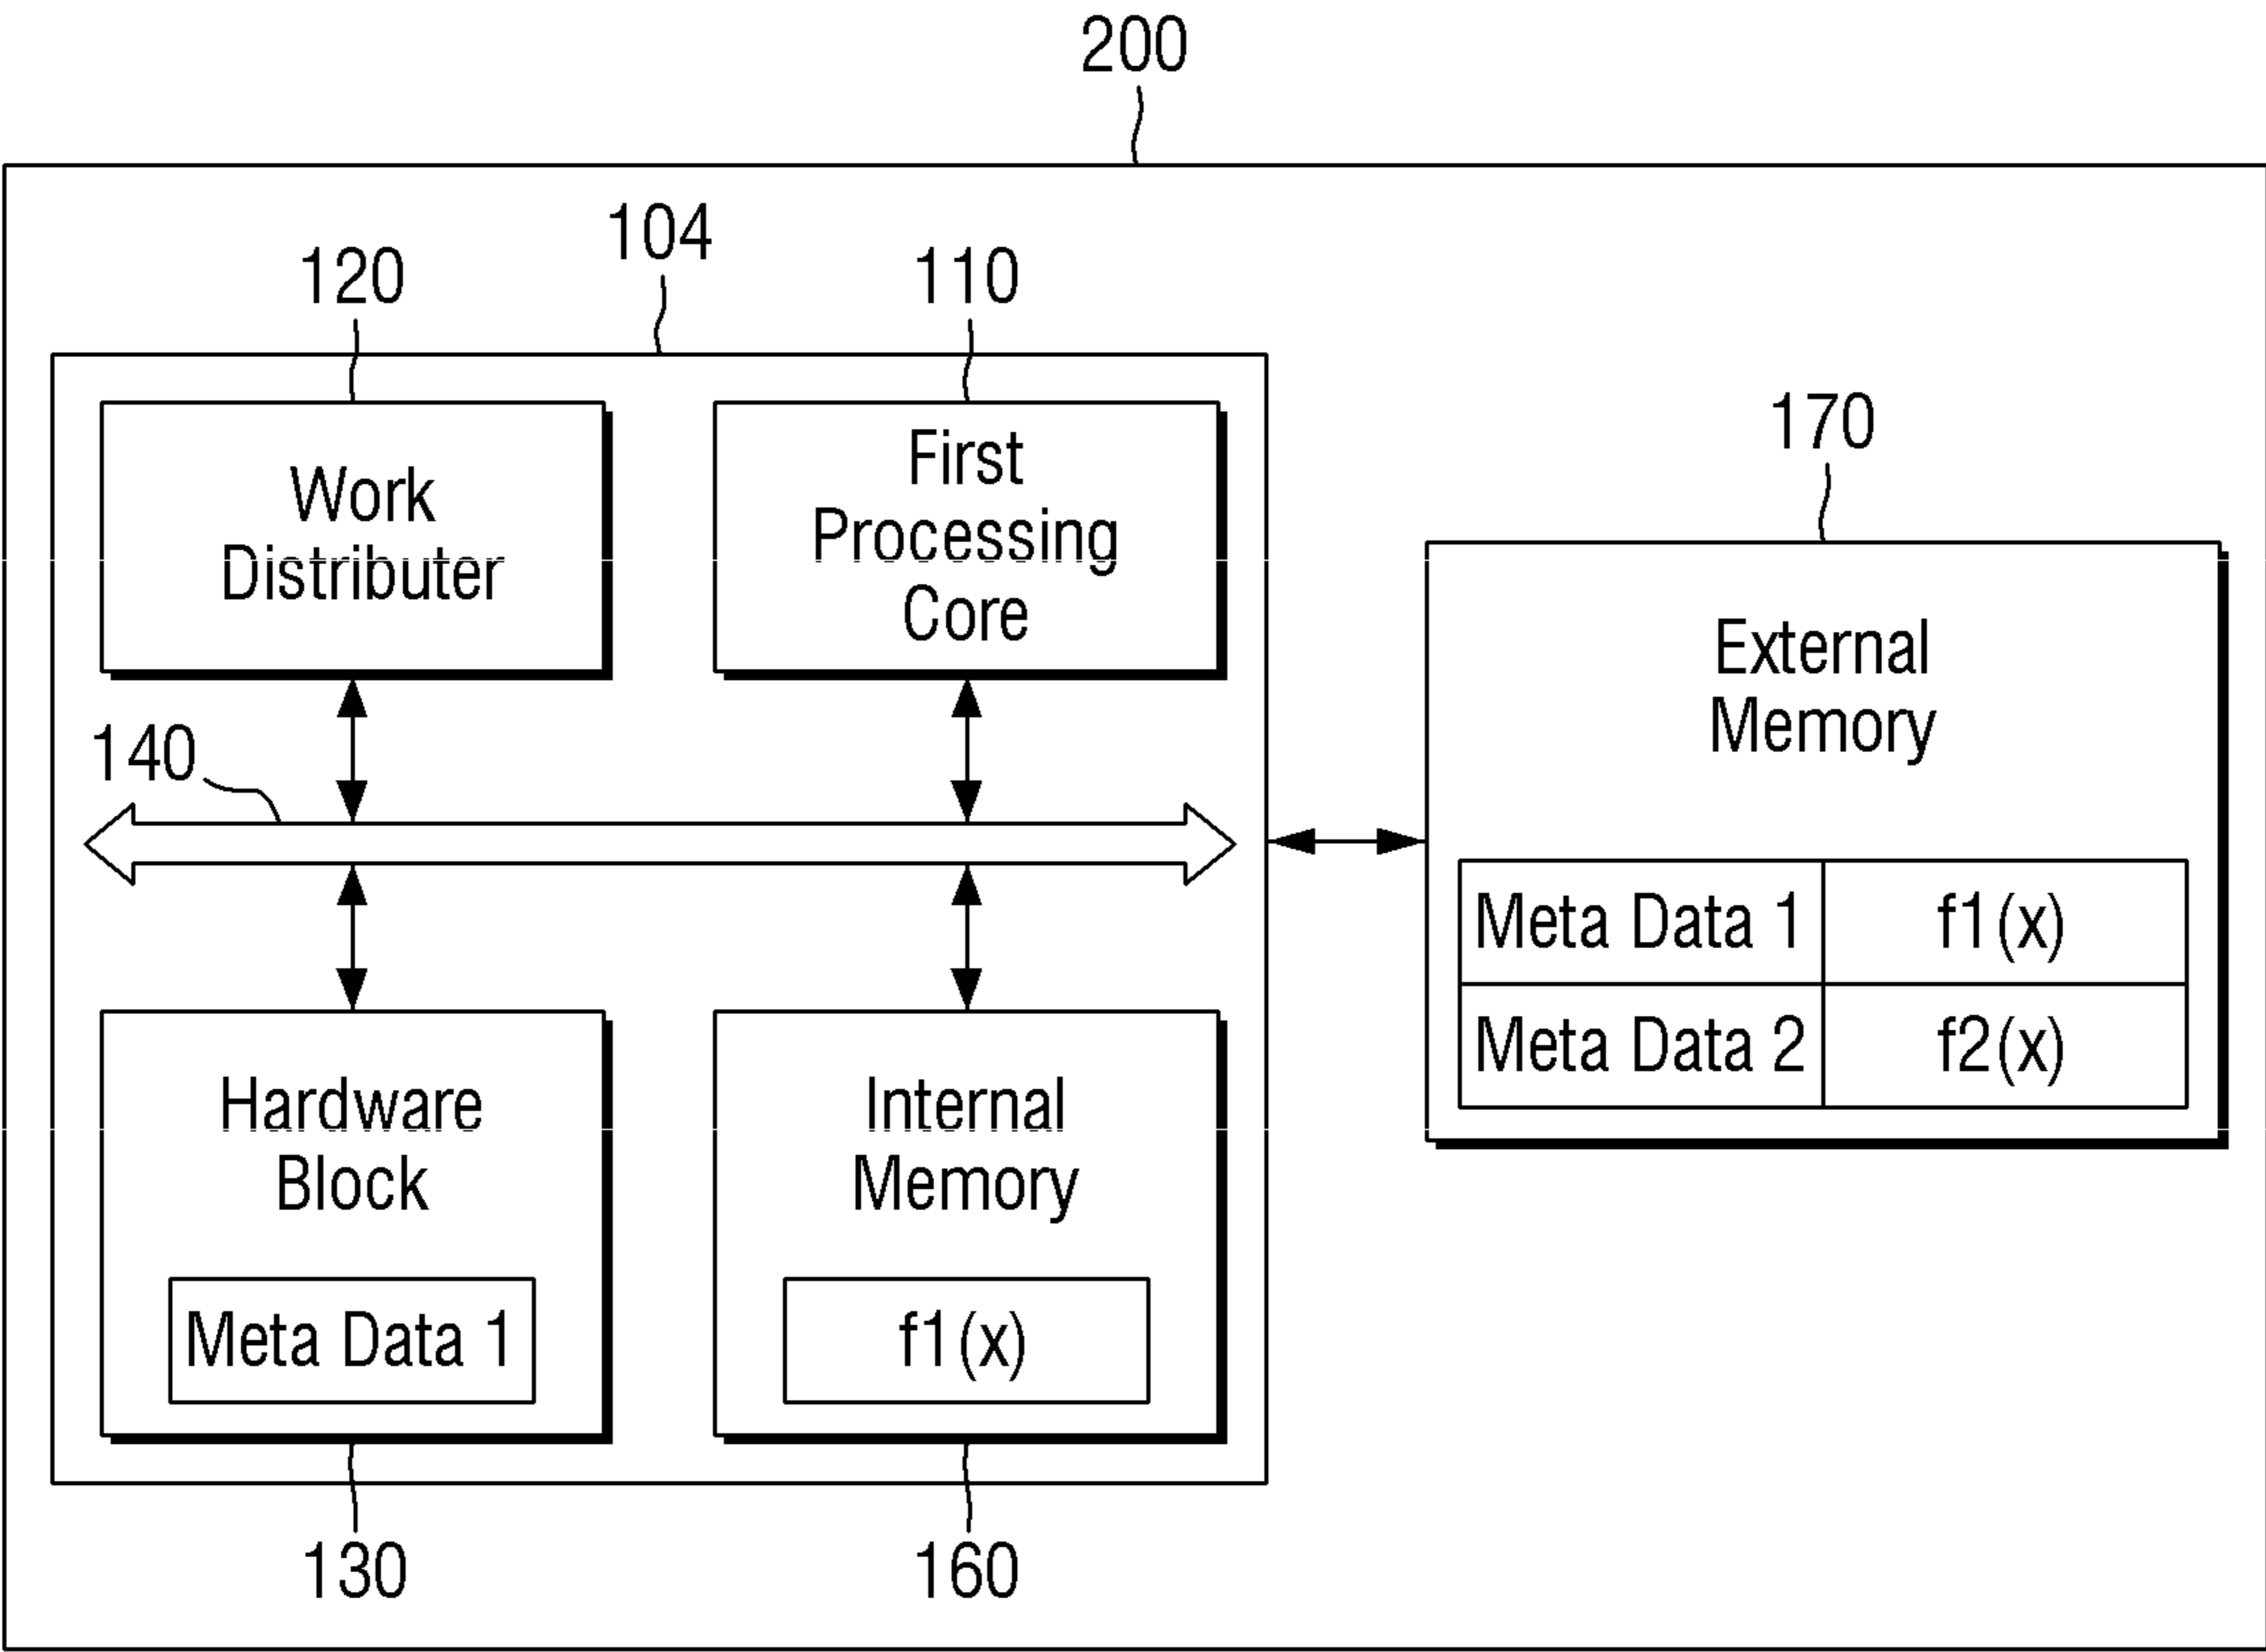 200
104
120
110
170
Work
Distributer
First
Processing
Core
External
Memory
140
Meta Data 1 f1(x)
Meta Data 2 f2(x)
Hardware
Block
Meta Data 1
Internal
Memory
f1(x)
130
160